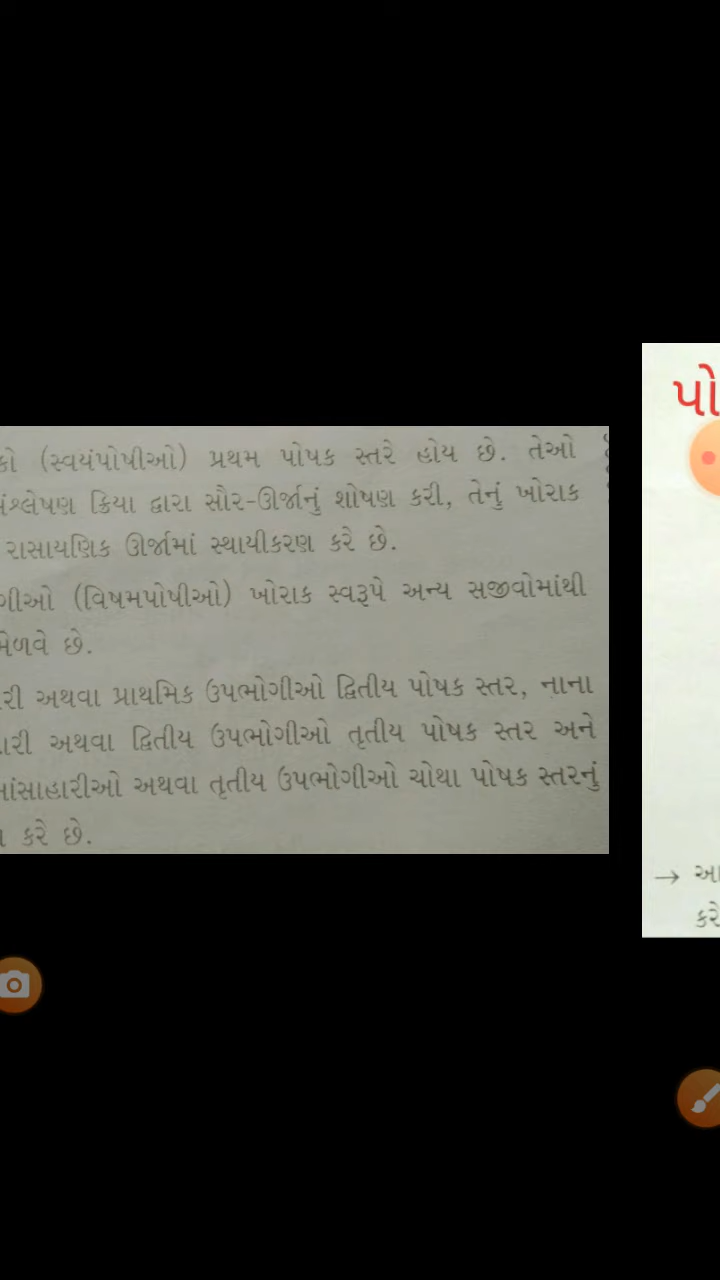 (સ્વયંપોષીઓ) પ્રથમ પોષક સ્તરે હોય છે. તેઓ
ક્રિયા દ્વારા સૌર-ઊર્જાનું શોષણ કરી, તેનું ખોરાક
રાસાયણિક ઊર્જામાં સ્થાયીકરણ કરે છે.
(વિષમપોષીઓ) ખોરાક સ્વરૂપે અન્ય સજીવોમાંથી
મેળવે છે.
અથવા પ્રાથમિક ઉપભોગીઓ દ્વિતીય પોષક સ્તર, નાના
અથવા દ્વિતીય ઉપભોગીઓ તૃતીય પોષક સ્તર અને
માંસાહારીઓ અથવા તૃતીય ઉપભોગીઓ ચોથા પોષક સ્તરનું
કરે છે.
પો
→ આ
કરે